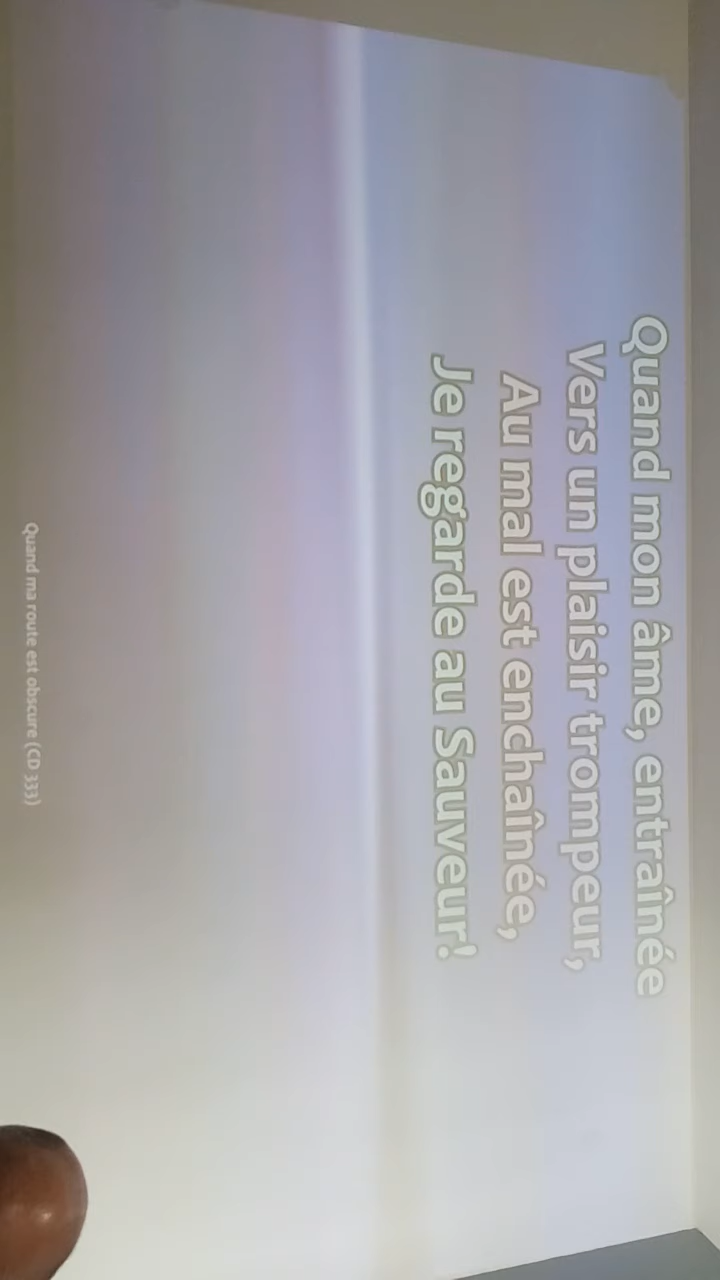 Quand mon âme, entraînée
Vers un plaisir trompeur,
Au mal est enchaînée,
Je regarde au Sauveur!
Quand ma route est obscure (CD 333)